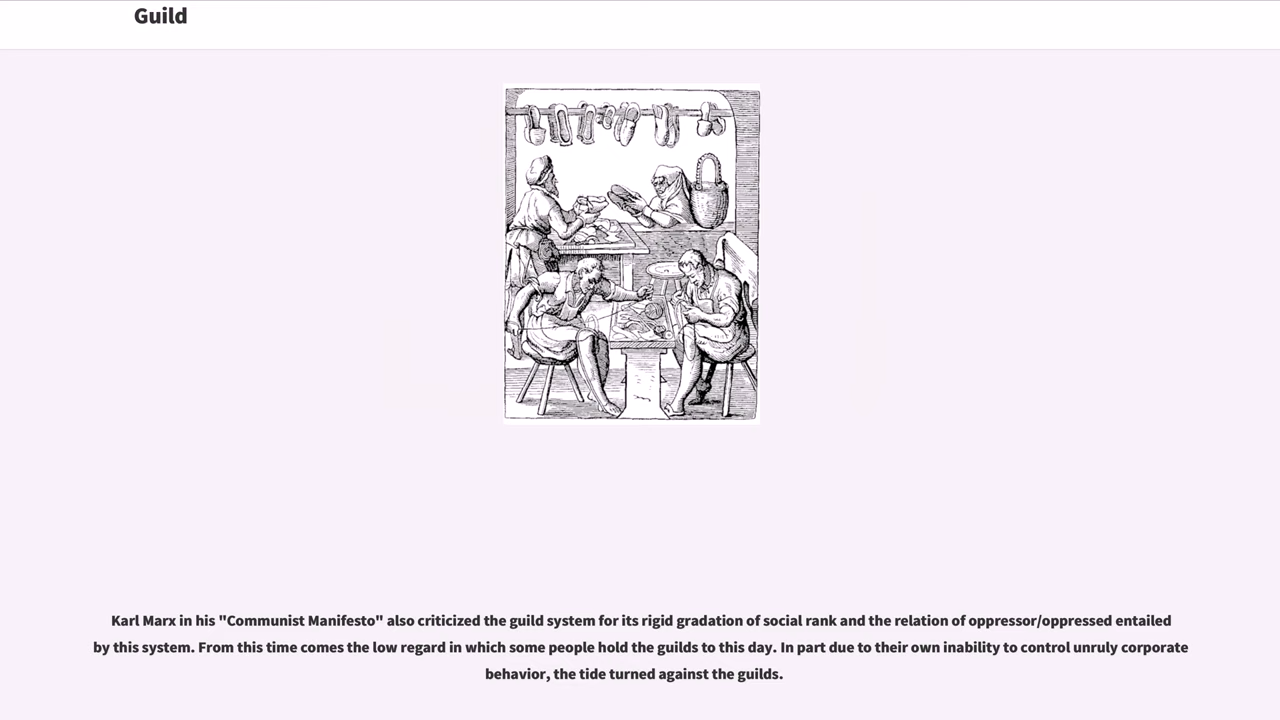 Guild
Karl Marx in his "Communist Manifesto" also criticized the guild system for its rigid gradation of social rank and the relation of oppressor/oppressed entailed
by this system. From this time comes the low regard in which some people hold the guilds to this day. In part due to their own inability to control unruly corporate
behavior, the tide turned against the guilds.